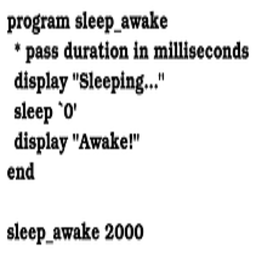 program sleep_awake
* pass duration in milliseconds
display "Sleeping..."
sleep `0'
display "Awake!"
end
sleep_awake 2000